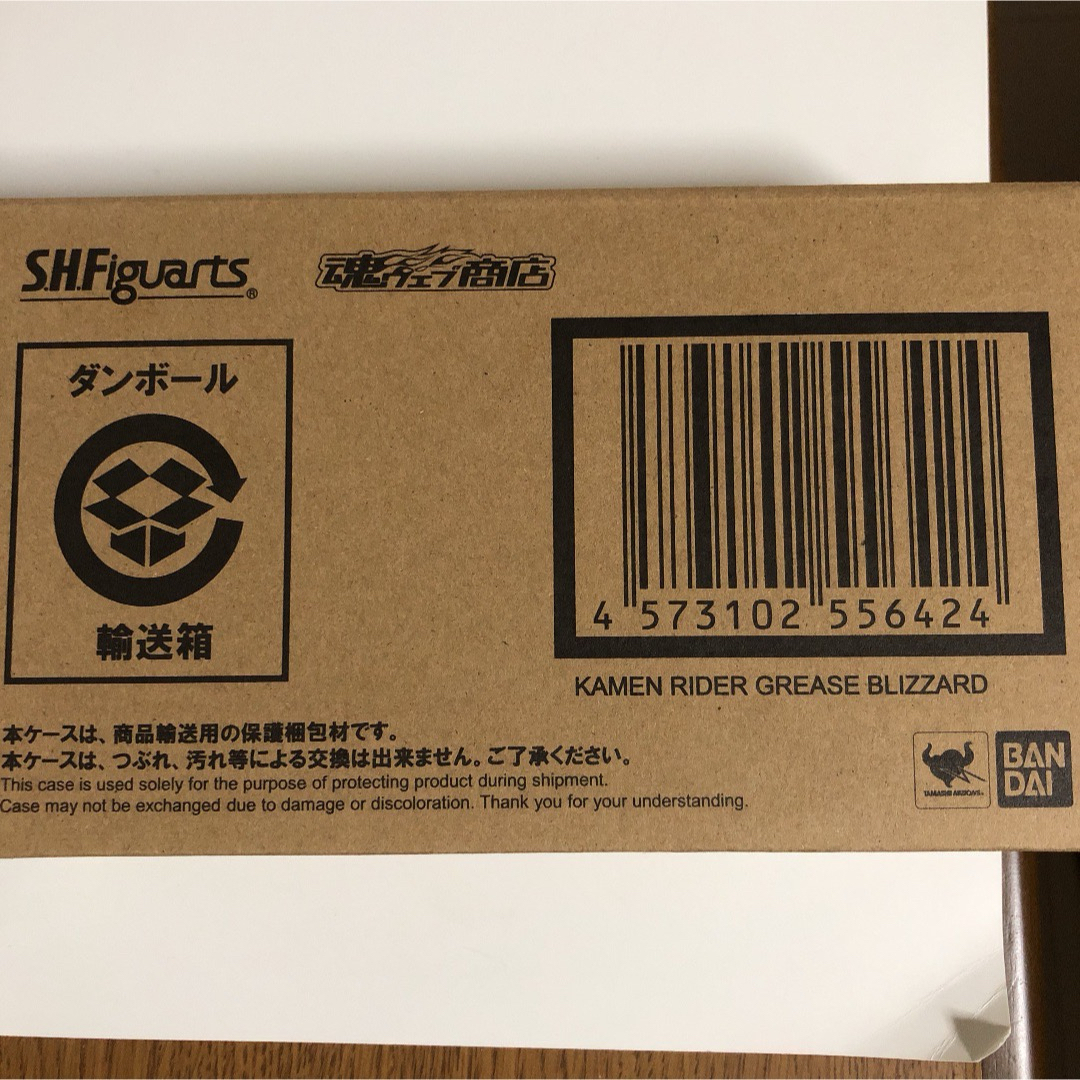 S.H.Figuarts®
魂ウェブ商店
ダンボール
輸送箱
4 573102 556424
KAMEN RIDER GREASE BLIZZARD
本ケースは、商品輸送用の保護梱包材です。
本ケースは、つぶれ、汚れ等による交換は出来ません。ご了承ください。
This case is used solely for the purpose of protecting product during shipment.
Case may not be exchanged due to damage or discoloration. Thank you for your understanding.
TAMASHII NATIONS®
BAN
DAI